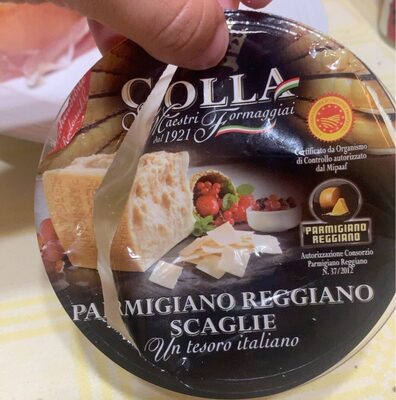 COLLA
Maestri Formaggiai
dal 1921
Certificato da Organismo
di Controllo autorizzato
dal Mipaaf
PARMIGIANO
REGGIANO
Autorizzazione Consorzio
Parmigiano Reggiano
N. 37/2012
PARMIGIANO REGGIANO
SCAGLIE
Un tesoro italiano